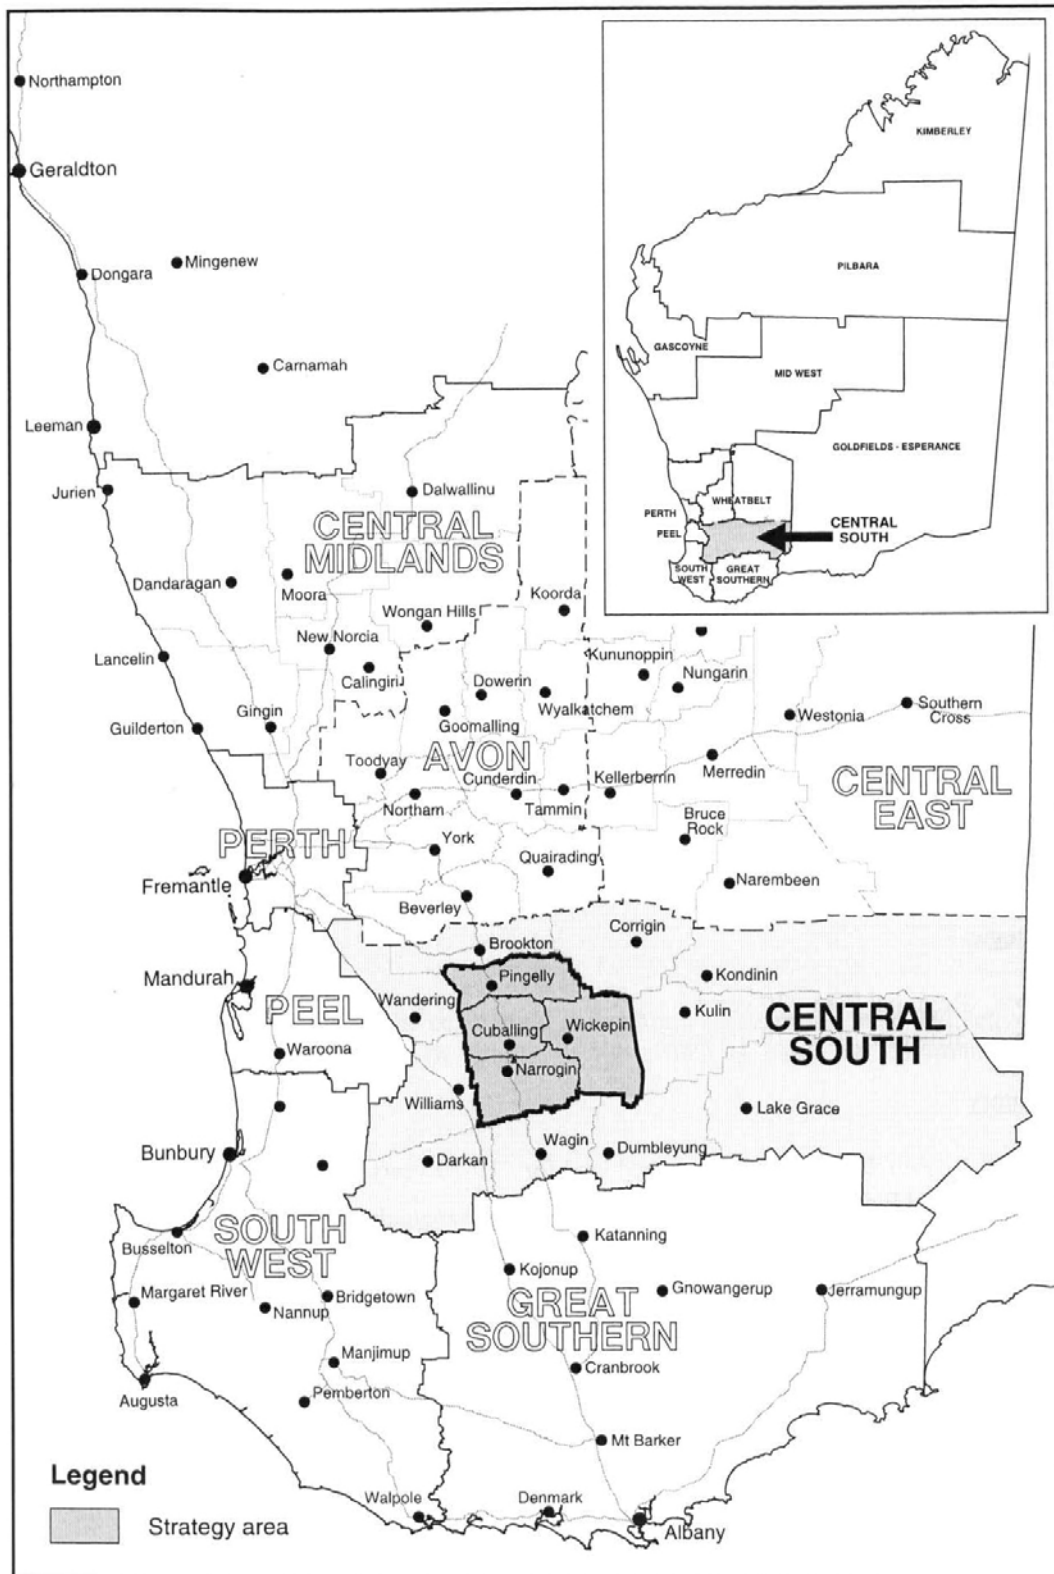 Northampton
Geraldton
Dongara
Mingenew
Carnamah
Leeman
Jurien
Dalwallinu
CENTRAL
MIDLANDS
Dandaragan
Moora
Koorda
Wongan Hills
New Norcia
Lancelin
Calingiri
Dowerin
Wyalkatchem
Kununoppin
Nungarin
Guilderton
Gingin
Goomalling
Westonia
Southern
Cross
Toodyay
AVON
Cunderdin
Kellerberrin
Merredin
CENTRAL
EAST
Northam
Tammin
Bruce
Rock
PERTH
York
Quairading
Fremantle
Narembeen
Beverley
Corrigin
Brookton
Mandurah
Pingelly
Kondinin
PEEL
Wandering
Kulin
CENTRAL
SOUTH
Cuballing
Wickepin
Waroona
Narrogin
Williams
Lake Grace
Bunbury
Darkan
Wagin
Dumbleyung
SOUTH
WEST
Busselton
Katanning
Kojonup
Margaret River
Nannup
Bridgetown
GREAT
SOUTHERN
Gnowangerup
Jerramungup
Manjimup
Cranbrook
Augusta
Pemberton
Mt Barker
Walpole
Denmark
Albany
KIMBERLEY
PILBARA
GASCOYNE
MID WEST
GOLDFIELDS - ESPERANCE
WHEATBELT
PERTH
PEEL
CENTRAL
SOUTH
SOUTH
WEST
GREAT
SOUTHERN
Legend
Strategy area